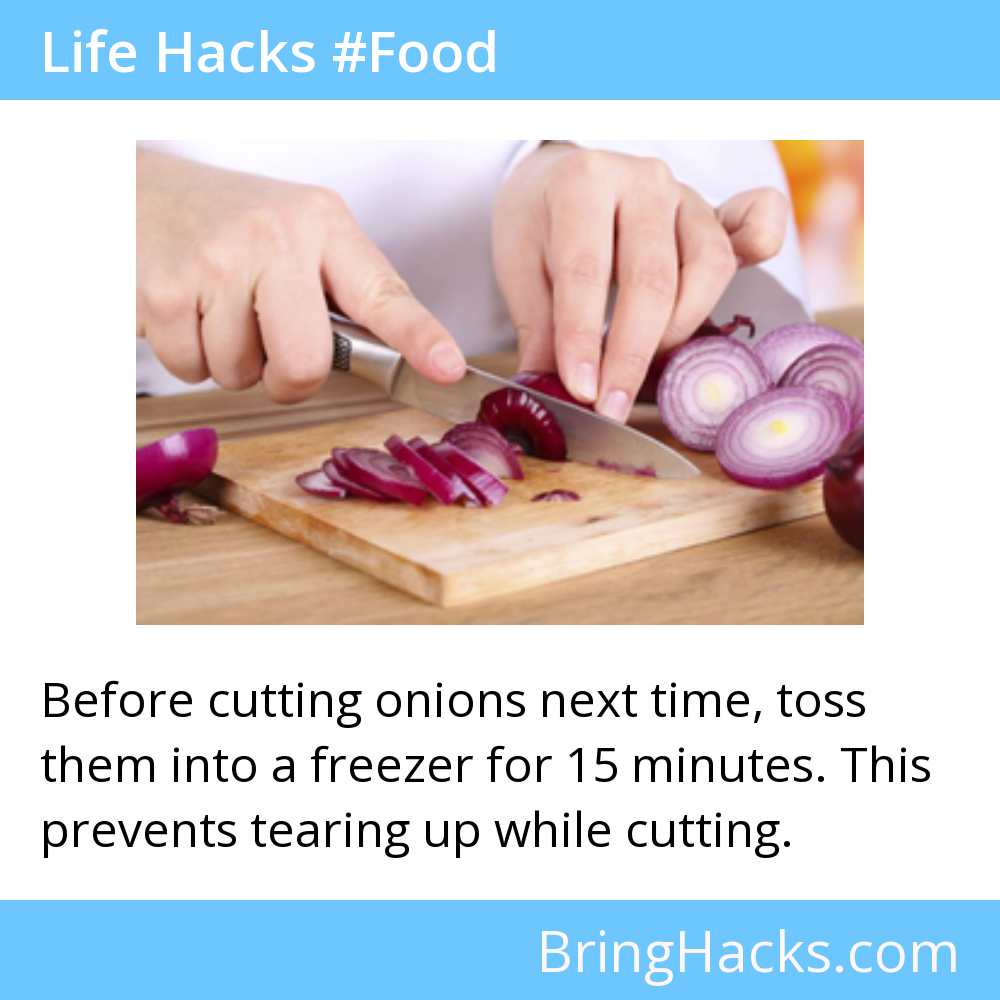 Life Hacks #Food
Before cutting onions next time, toss
them into a freezer for 15 minutes. This
prevents tearing up while cutting.
BringHacks.com